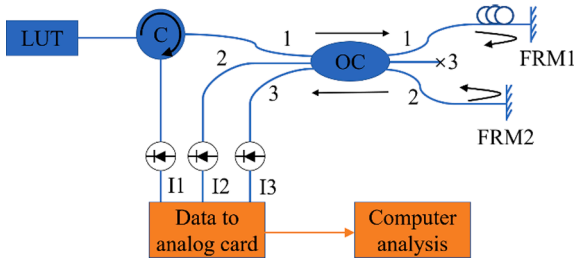 LUT
C
1
1
2
3
OC
3
2
FRM1
FRM2
I1
I2
I3
Data to
analog card
Computer
analysis